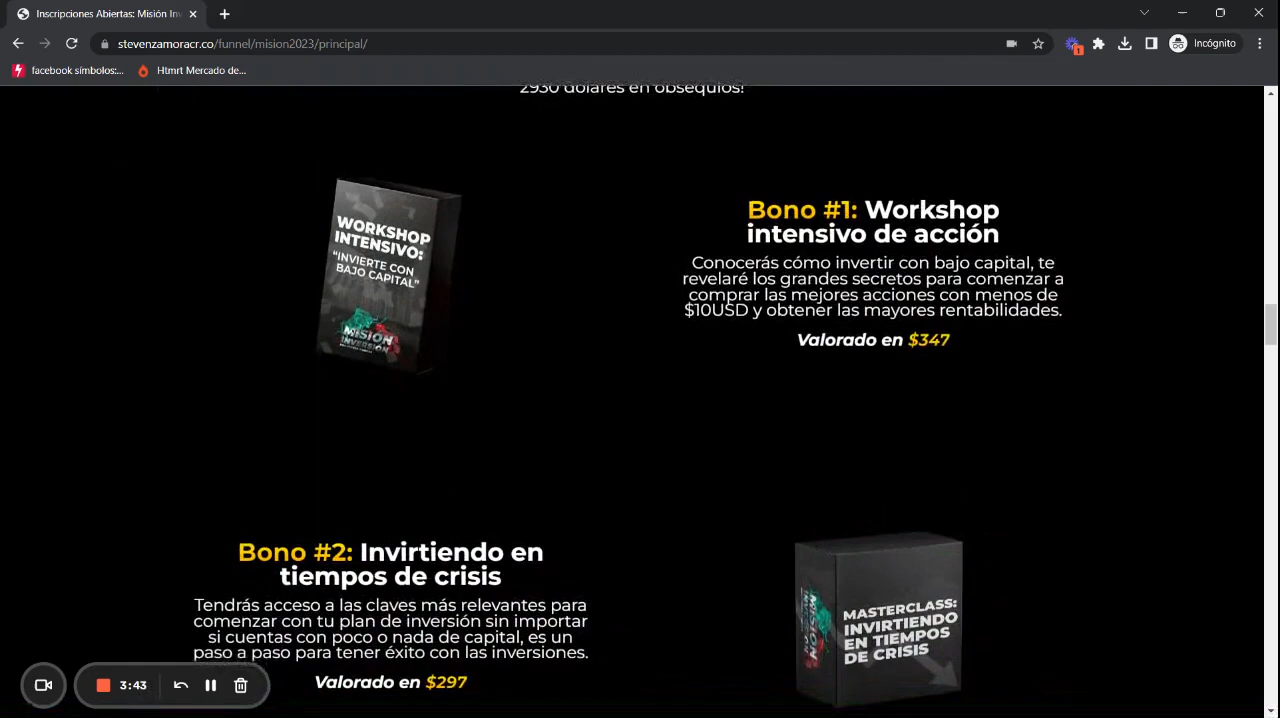 Inscripciones Abiertas: Misión In
stevenzamoracr.co/funnel/mision2023/principal/
1
Incógnito
facebook símbolos:...
Htmrt Mercado de...
2930 dólares en obsequios!
WORKSHOP
INTENSIVO:
"INVIERTE CON
BAJO CAPITAL"
MISIÓN
INVERSIÓN
Bono #1: Workshop
intensivo de acción
Conocerás cómo invertir con bajo capital, te
revelaré los grandes secretos para comenzar a
comprar las mejores acciones con menos de
$10USD y obtener las mayores rentabilidades.
Valorado en $347
Bono #2: Invirtiendo en
tiempos de crisis
Tendrás acceso a las claves más relevantes para
comenzar con tu plan de inversión sin importar
si cuentas con poco o nada de capital, es un
paso a paso para tener éxito con las inversiones.
Valorado en $297
MASTERCLASS:
INVIRTIENDO
EN TIEMPOS
DE CRISIS
3:43